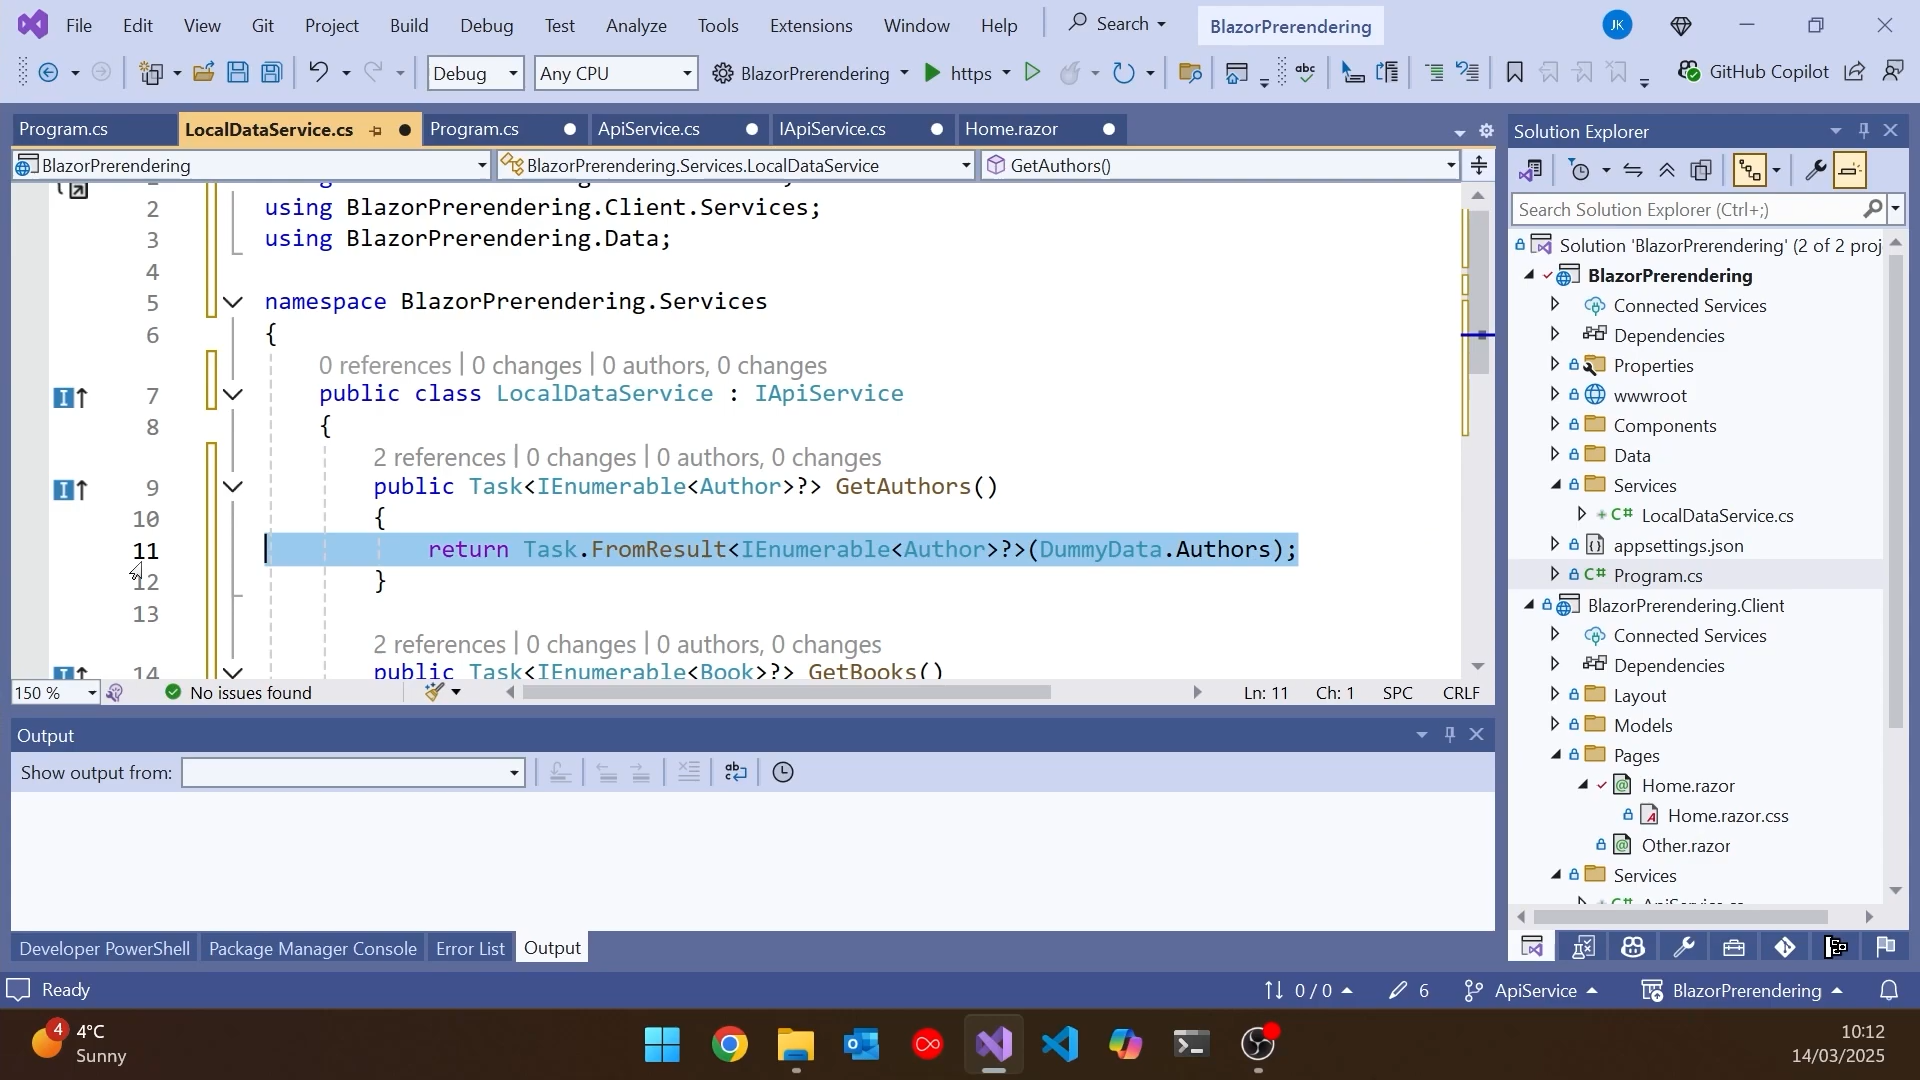 File Edit View Git Project Build Debug Test Analyze Tools Extensions Window Help Search BlazorPrerendering JK
Debug Any CPU BlazorPrerendering https GitHub Copilot
Program.cs LocalDataService.cs Program.cs ApiService.cs IApiService.cs Home.razor
BlazorPrerendering BlazorPrerendering.Services.LocalDataService GetAuthors()
2 using BlazorPrerendering.Client.Services;
3 using BlazorPrerendering.Data;
4
5 namespace BlazorPrerendering.Services
6 {
0 references | 0 changes | 0 authors, 0 changes
7 public class LocalDataService : IApiService
8 {
2 references | 0 changes | 0 authors, 0 changes
9 public Task<IEnumerable<Author>?> GetAuthors()
10 {
11 return Task.FromResult<IEnumerable<Author>?>(DummyData.Authors);
12 }
13
2 references | 0 changes | 0 authors, 0 changes
14 public Task<IEnumerable<Book>?> GetBooks()
150 % No issues found Ln: 11 Ch: 1 SPC CRLF
Output
Show output from:
Developer PowerShell Package Manager Console Error List Output
Solution Explorer
Search Solution Explorer (Ctrl+;)
Solution 'BlazorPrerendering' (2 of 2 proj
BlazorPrerendering
Connected Services
Dependencies
Properties
wwwroot
Components
Data
Services
C# LocalDataService.cs
appsettings.json
C# Program.cs
BlazorPrerendering.Client
Connected Services
Dependencies
Layout
Models
Pages
Home.razor
Home.razor.css
Other.razor
Services
Ready 0 / 0 6 ApiService BlazorPrerendering
4
4°C
Sunny
10:12
14/03/2025